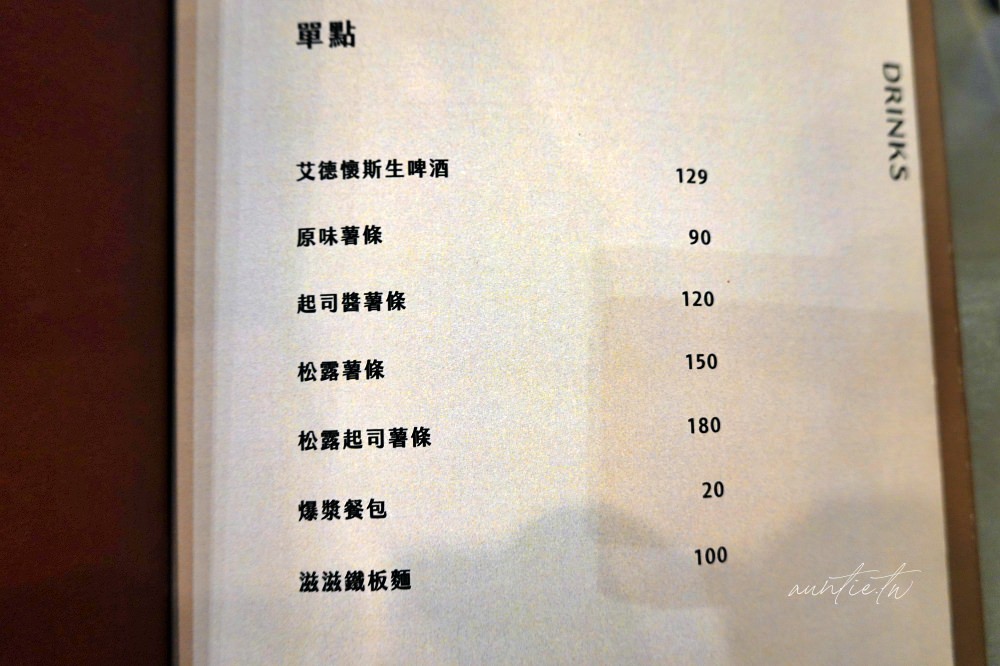 單點
DRINKS
艾德懷斯生啤酒 129
原味薯條 90
起司醬薯條 120
松露薯條 150
松露起司薯條 180
爆漿餐包 20
滋滋鐵板麵 100
auntie.tw